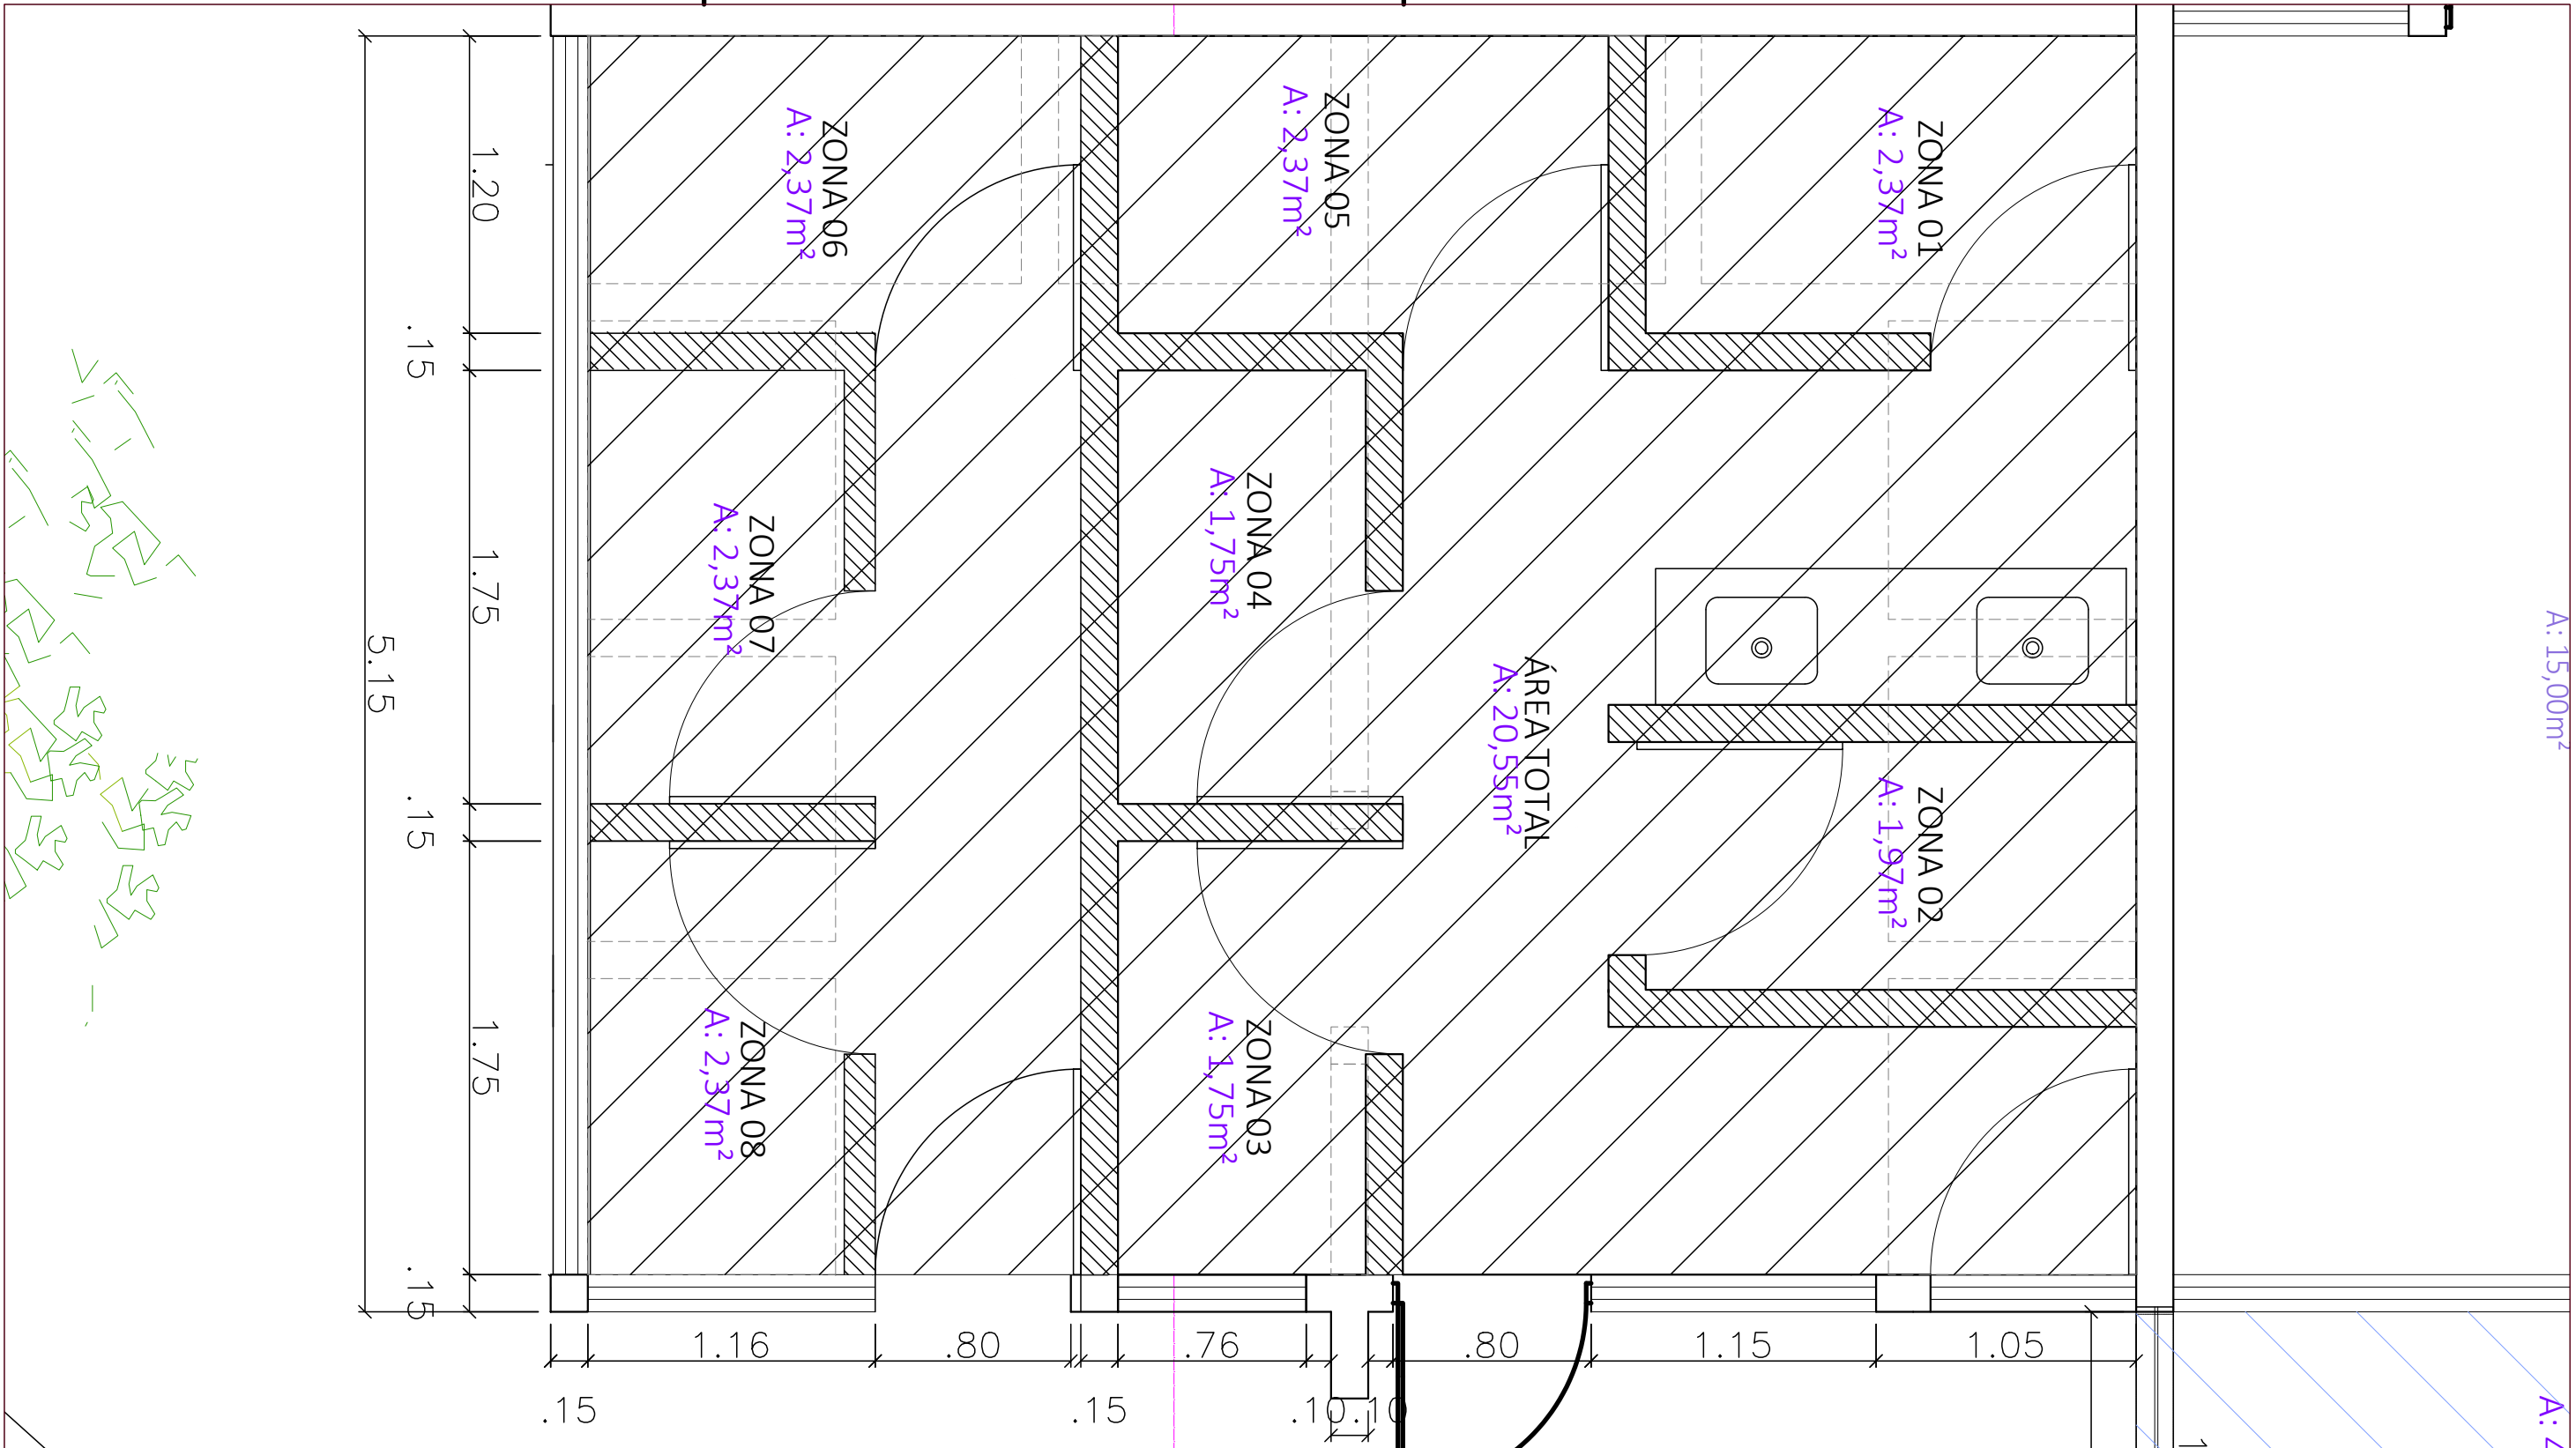 ZONA 06
A: 2,37m²
ZONA 05
A: 2,37m²
ZONA 01
A: 2,37m²
ZONA 07
A: 2,37m²
ZONA 04
A: 1,75m²
ÁREA TOTAL
A: 20,55m²
ZONA 02
A: 1,97m²
ZONA 08
A: 2,37m²
ZONA 03
A: 1,75m²
A: 15,00m²
1.20
.15
1.75
5.15
.15
1.75
.15
1.16
.80
.76
.80
1.15
1.05
.15
.15
.10
.10
A:
1